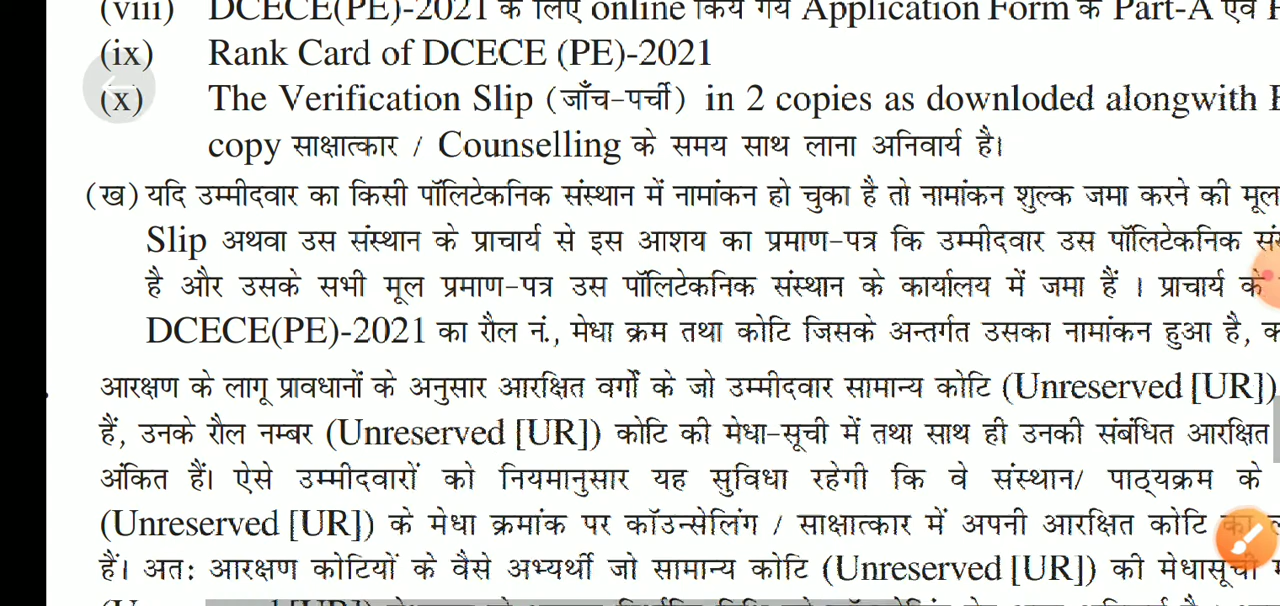 (viii) DCECE(PE)-2021 के लिए online किये गये Application Form के Part-A एवं
(ix) Rank Card of DCECE (PE)-2021
(x) The Verification Slip (जाँच-पर्ची) in 2 copies as downloded alongwith
copy साक्षात्कार / Counselling के समय साथ लाना अनिवार्य है।
(ख) यदि उम्मीदवार का किसी पॉलिटेकनिक संस्थान में नामांकन हो चुका है तो नामांकन शुल्क जमा करने की मूल
Slip अथवा उस संस्थान के प्राचार्य से इस आशय का प्रमाण-पत्र कि उम्मीदवार उस पॉलिटेकनिक
है और उसके सभी मूल प्रमाण-पत्र उस पॉलिटेकनिक संस्थान के कार्यालय में जमा हैं । प्राचार्य के
DCECE(PE)-2021 का रौल नं., मेधा क्रम तथा कोटि जिसके अन्तर्गत उसका नामांकन हुआ है,
आरक्षण के लागू प्रावधानों के अनुसार आरक्षित वर्गों के जो उम्मीदवार सामान्य कोटि (Unreserved [UR])
हैं, उनके रौल नम्बर (Unreserved [UR]) कोटि की मेधा-सूची में तथा साथ ही उनकी संबंधित आरक्षित
अंकित हैं। ऐसे उम्मीदवारों को नियमानुसार यह सुविधा रहेगी कि वे संस्थान/ पाठ्यक्रम के
(Unreserved [UR]) के मेधा क्रमांक पर कॉउन्सेलिंग / साक्षात्कार में अपनी आरक्षित कोटि का
हैं। अतः आरक्षण कोटियों के वैसे अभ्यर्थी जो सामान्य कोटि (Unreserved [UR]) की मेधासूची